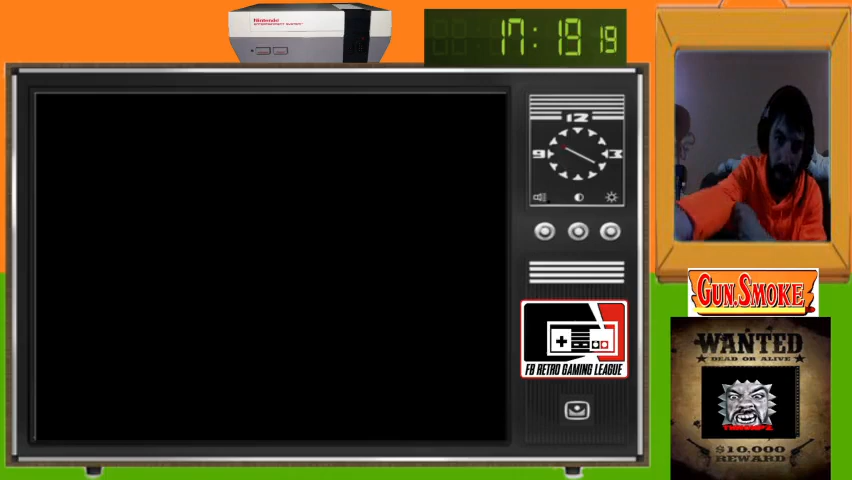 Nintendo
17:19 19
12
9
3
FB RETRO GAMING LEAGUE
GUN.SMOKE
WANTED
DEAD OR ALIVE
$10,000
REWARD